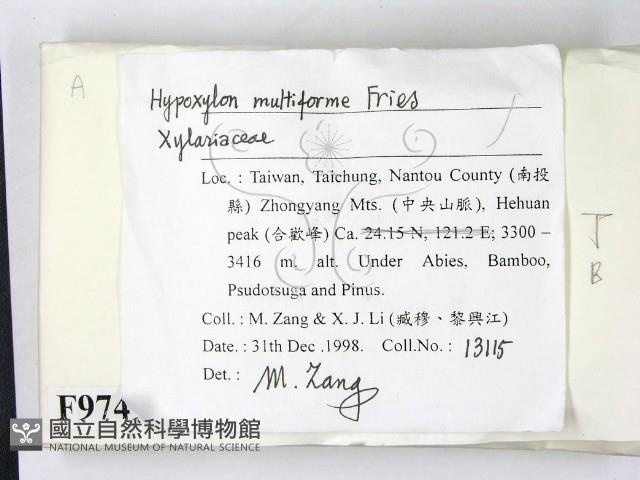 A
Hypoxylon multiforme Fries
Xylariaceae
Loc. : Taiwan, Taichung, Nantou County (南投
縣) Zhongyang Mts. (中央山脈), Hehuan
peak (合歡峰) Ca. 24.15 N, 121.2 E; 3300 –
3416 m. alt. Under Abies, Bamboo,
Psudotsuga and Pinus.
Coll. : M. Zang & X. J. Li (臧穆、黎興江)
Date. : 31th Dec .1998. Coll.No. : 13115
Det. : M. Zang
B
F974
國立自然科學博物館
NATIONAL MUSEUM OF NATURAL SCIENCE